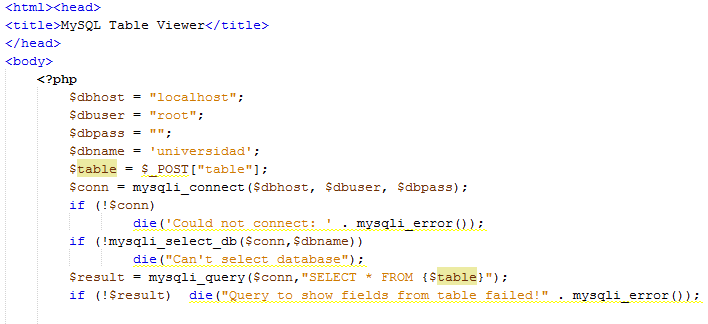 <html><head>
<title>MySQL Table Viewer</title>
</head>
<body>
<?php
$dbhost = "localhost";
$dbuser = "root";
$dbpass = "";
$dbname = 'universidad';
$table = $_POST["table"];
$conn = mysqli_connect($dbhost, $dbuser, $dbpass);
if (!$conn)
die('Could not connect: ' . mysqli_error());
if (!mysqli_select_db($conn,$dbname))
die("Can't select database");
$result = mysqli_query($conn,"SELECT * FROM {$table}");
if (!$result) die("Query to show fields from table failed!" . mysqli_error());